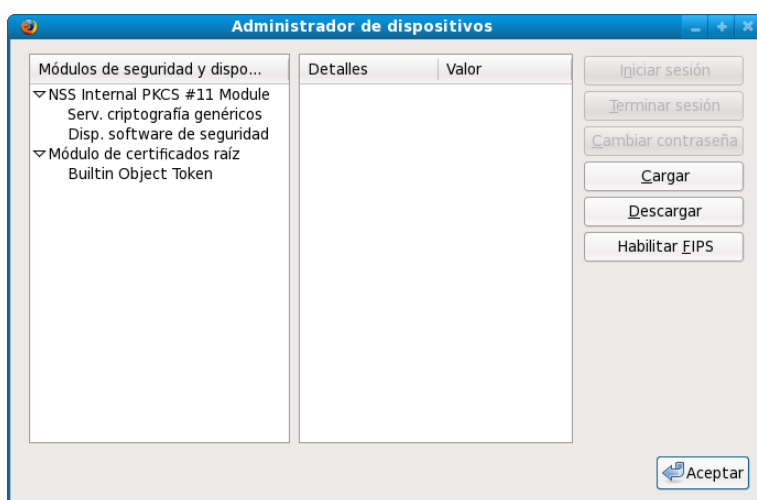 Administrador de dispositivos
Módulos de seguridad y dispo...
Detalles
Valor
NSS Internal PKCS #11 Module
Serv. criptografía genéricos
Disp. software de seguridad
Módulo de certificados raíz
Builtin Object Token
Iniciar sesión
Terminar sesión
Cambiar contraseña
Cargar
Descargar
Habilitar FIPS
Aceptar